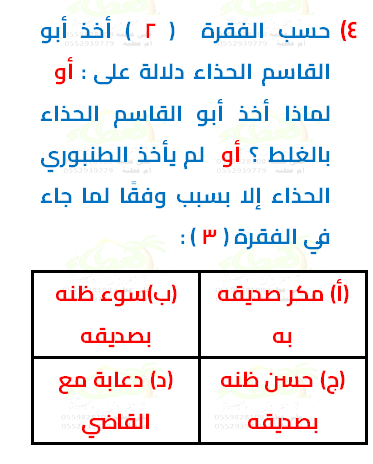 ٤) حسب الفقرة ( ٢ ) أخذ أبو
القاسم الحذاء دلالة على : أو
لماذا أخذ أبو القاسم الحذاء
بالغلط ؟ أو لم يأخذ الطنبوري
الحذاء إلا بسبب وفقًا لما جاء
في الفقرة ( ٣ ) :
(أ) مكر صديقه
به
(ب)سوء ظنه
بصديقه
(ج) حسن ظنه
بصديقه
(د) دعابة مع
القاضي